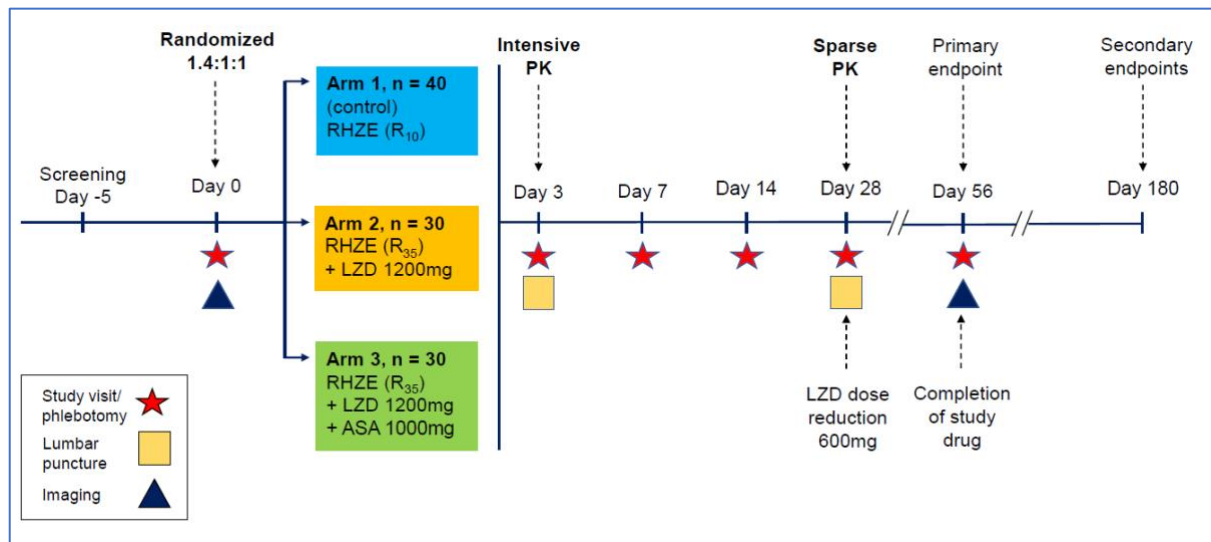 Randomized
1.4:1:1
Intensive
PK
Sparse
PK
Primary
endpoint
Secondary
endpoints
Arm 1, n = 40
(control)
RHZE (R₁₀)
Screening
Day -5
Day 0
Arm 2, n = 30
RHZE (R₃₅)
+ LZD 1200mg
Arm 3, n = 30
RHZE (R₃₅)
+ LZD 1200mg
+ ASA 1000mg
Day 3
Day 7
Day 14
Day 28
Day 56
Day 180
LZD dose
reduction
600mg
Completion
of study
drug
Study visit/
phlebotomy
Lumbar
puncture
Imaging